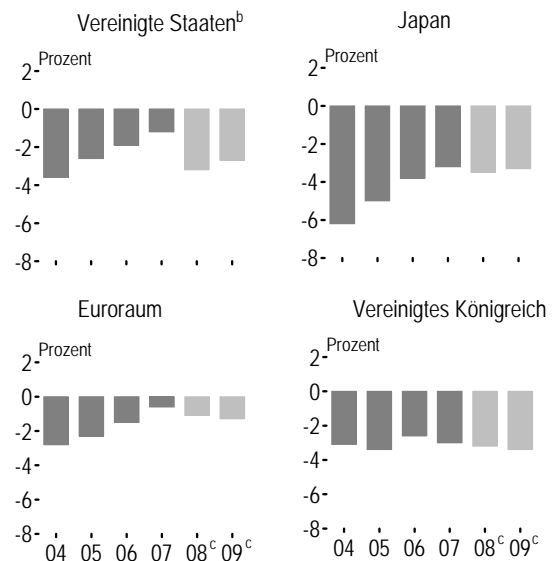 Vereinigte Staaten^b
Prozent
2
0
-2
-4
-6
-8
Japan
Prozent
2
0
-2
-4
-6
-8
Euroraum
Prozent
2
0
-2
-4
-6
-8
04 05 06 07 08^c 09^c
Vereinigtes Königreich
Prozent
2
0
-2
-4
-6
-8
04 05 06 07 08^c 09^c